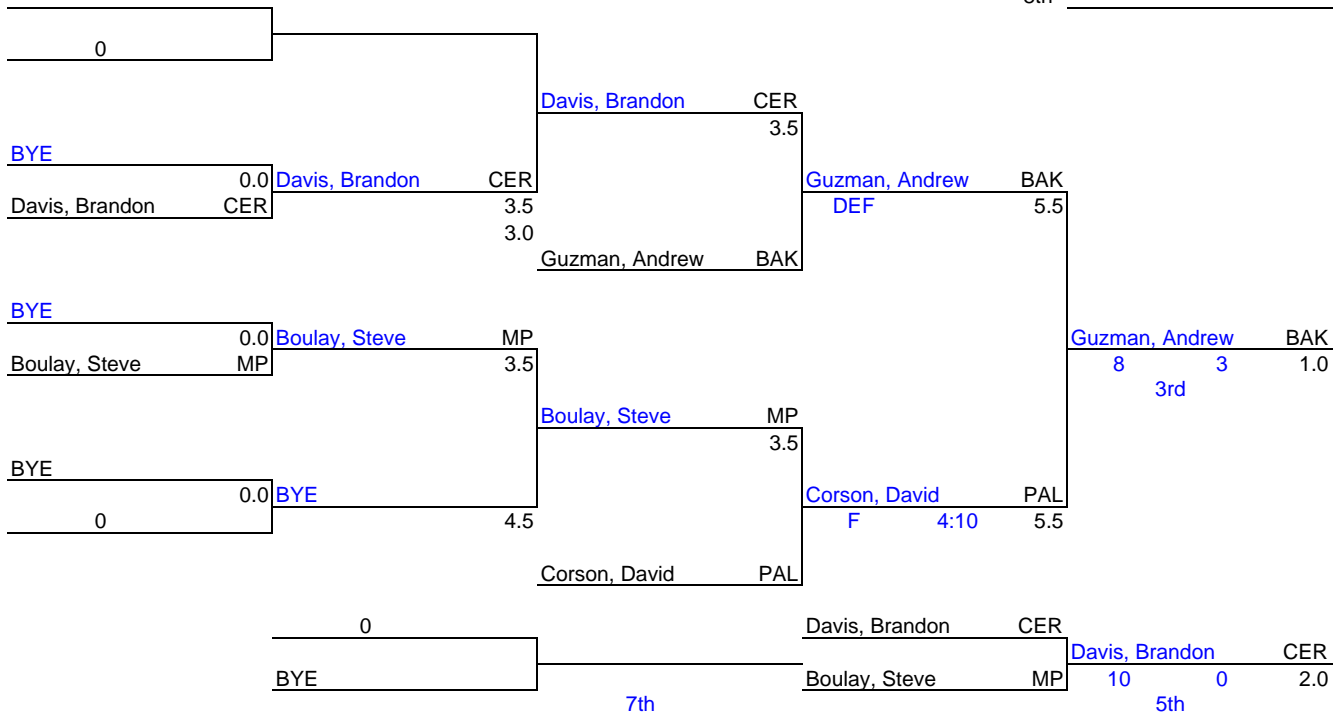 0
Davis, Brandon CER
3.5
BYE
0.0 Davis, Brandon CER Guzman, Andrew BAK
Davis, Brandon CER 3.5 DEF 5.5
3.0
Guzman, Andrew BAK
BYE
0.0 Boulay, Steve MP Guzman, Andrew BAK
Boulay, Steve MP 3.5 8 3 1.0
3rd
Boulay, Steve MP
3.5
BYE
0.0 BYE Corson, David PAL
0 4.5 F 4:10 5.5
Corson, David PAL
0 Davis, Brandon CER
Davis, Brandon CER
BYE Boulay, Steve MP 10 0 2.0
7th 5th